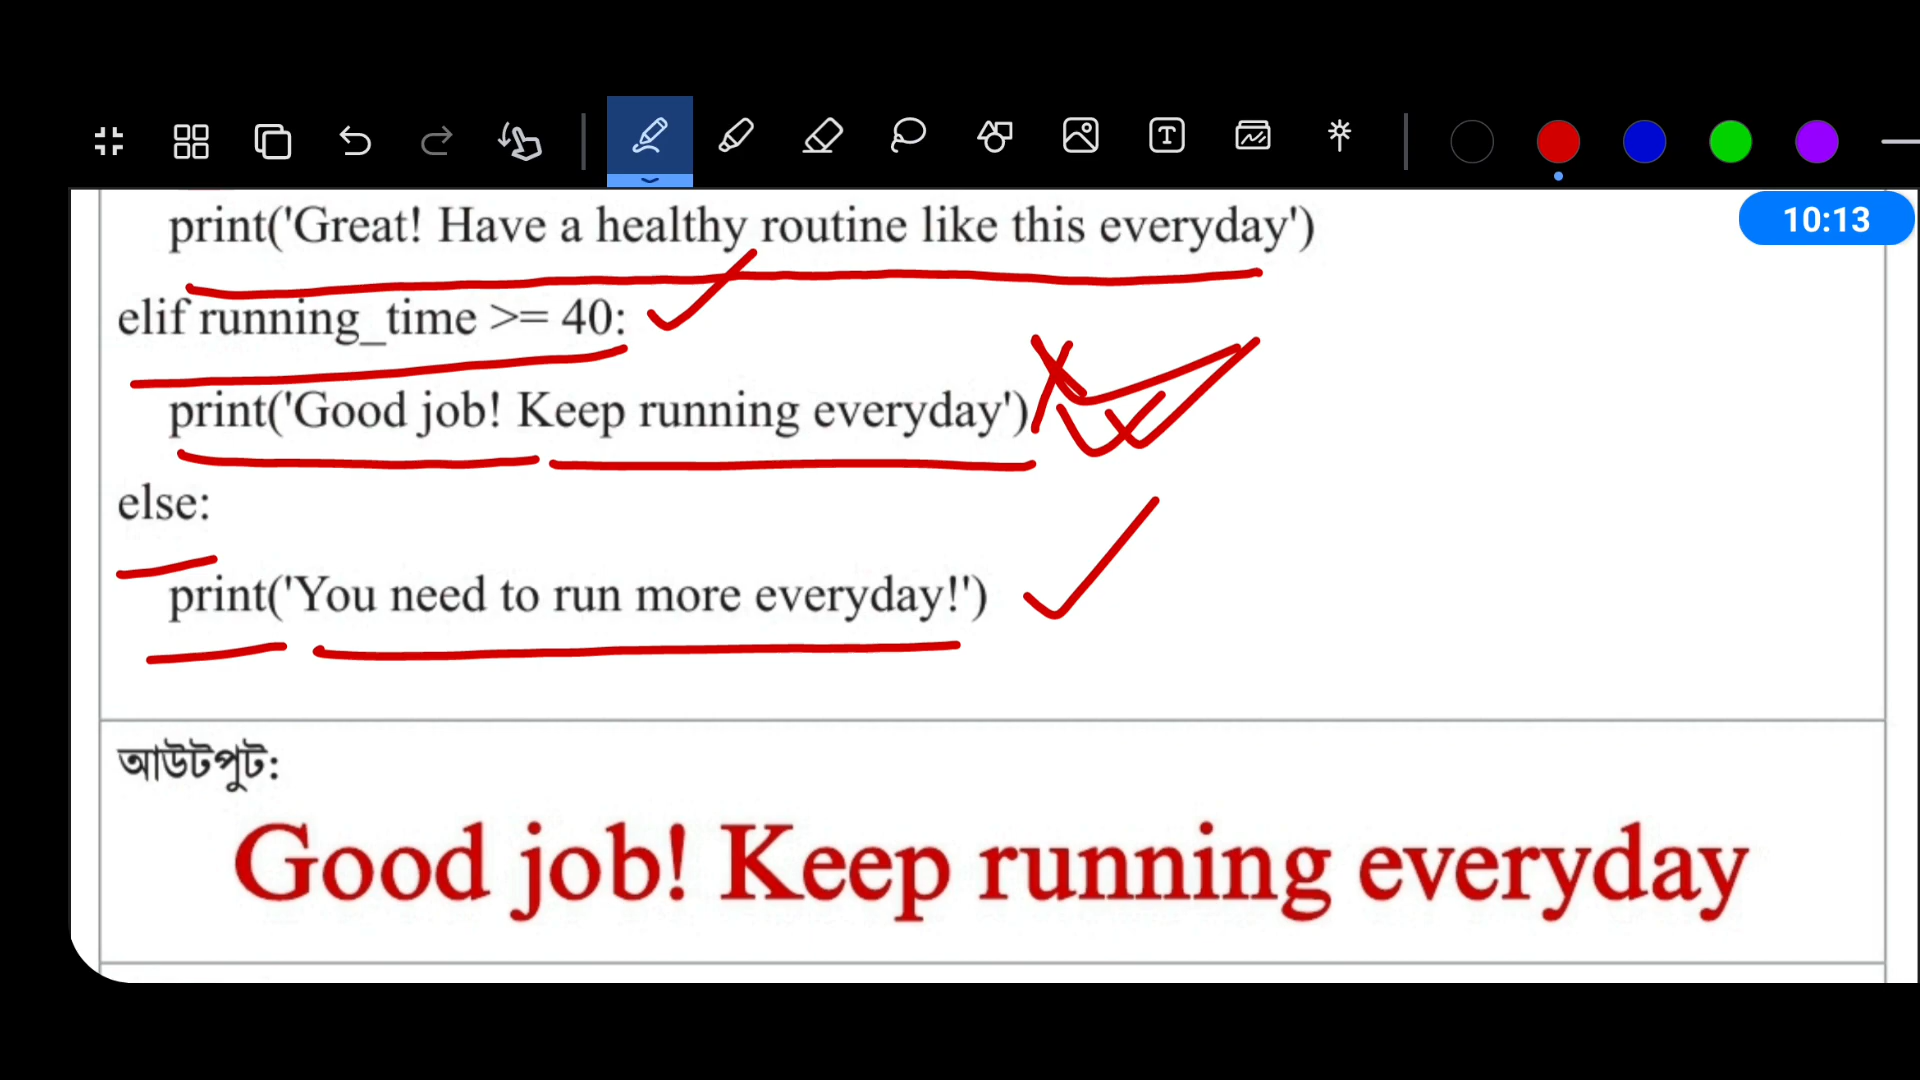 10:13
print('Great! Have a healthy routine like this everyday')
elif running_time >= 40:
print('Good job! Keep running everyday')
else:
print('You need to run more everyday!')
আউটপুট:
Good job! Keep running everyday